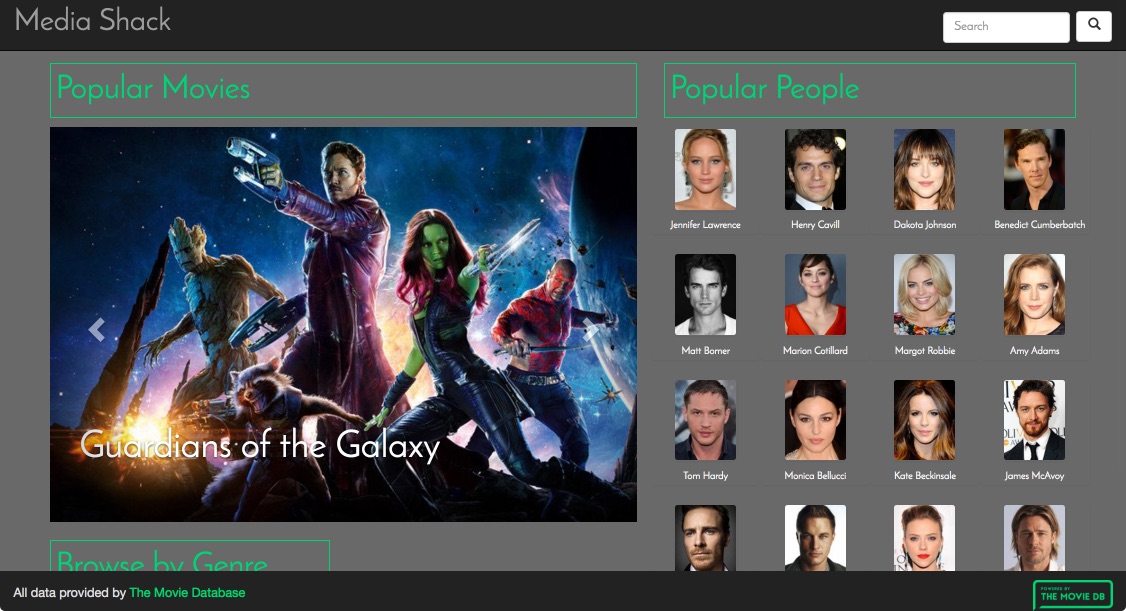 Media Shack
Search
Popular Movies
Popular People
Guardians of the Galaxy
Jennifer Lawrence
Henry Cavill
Dakota Johnson
Benedict Cumberbatch
Matt Bomer
Marion Cotillard
Margot Robbie
Amy Adams
Tom Hardy
Monica Bellucci
Kate Beckinsale
James McAvoy
Browse by Genre
All data provided by The Movie Database
POWERED BY
THE MOVIE DB